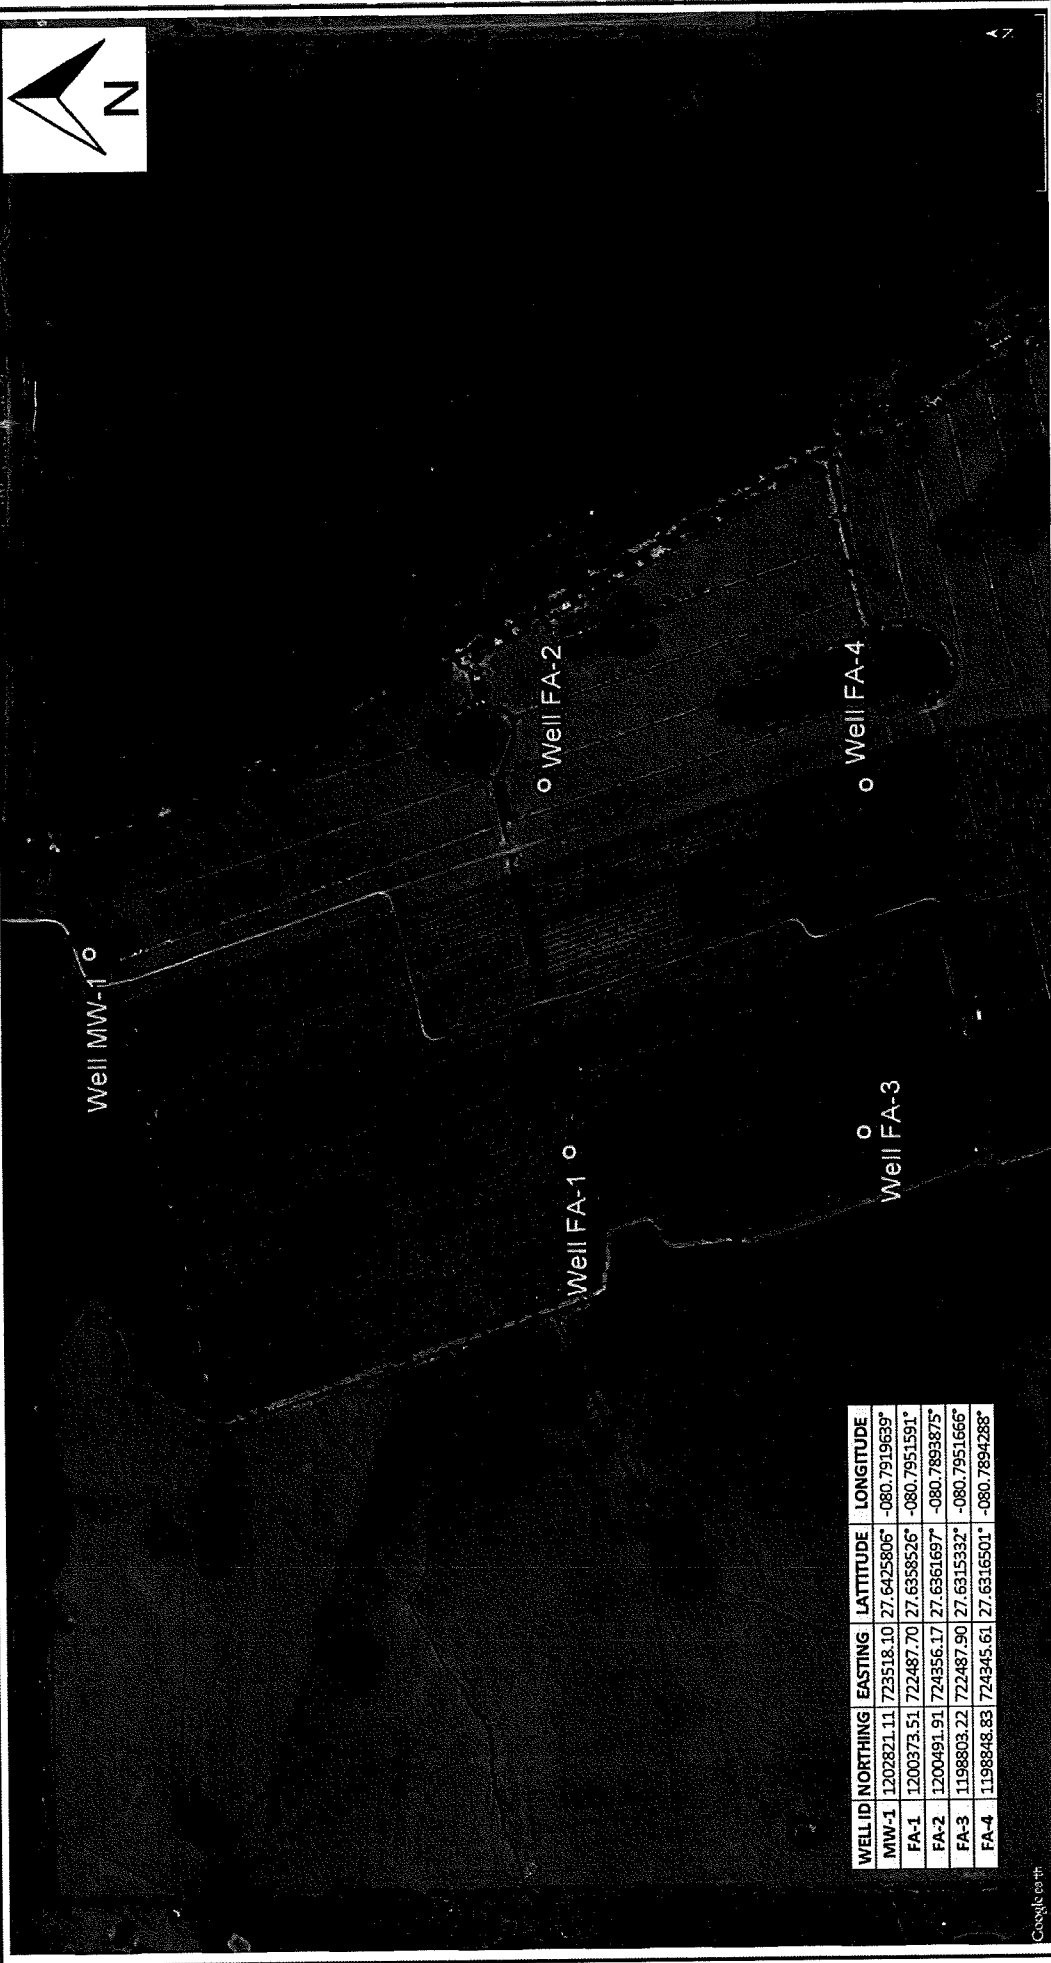 N
N
Well MW-1
Well FA-2
Well FA-1
Well FA-4
Well FA-3
WELL ID NORTHING EASTING LATTITUDE LONGITUDE
MW-1 1202821.11 723518.10 27.6425806° -080.7919639°
FA-1 1200373.51 722487.70 27.6358526° -080.7951591°
FA-2 1200491.91 724356.17 27.6361697° -080.7893875°
FA-3 1198803.22 722487.90 27.6315332° -080.7951666°
FA-4 1198848.83 724345.61 27.6316501° -080.7894288°
Google earth